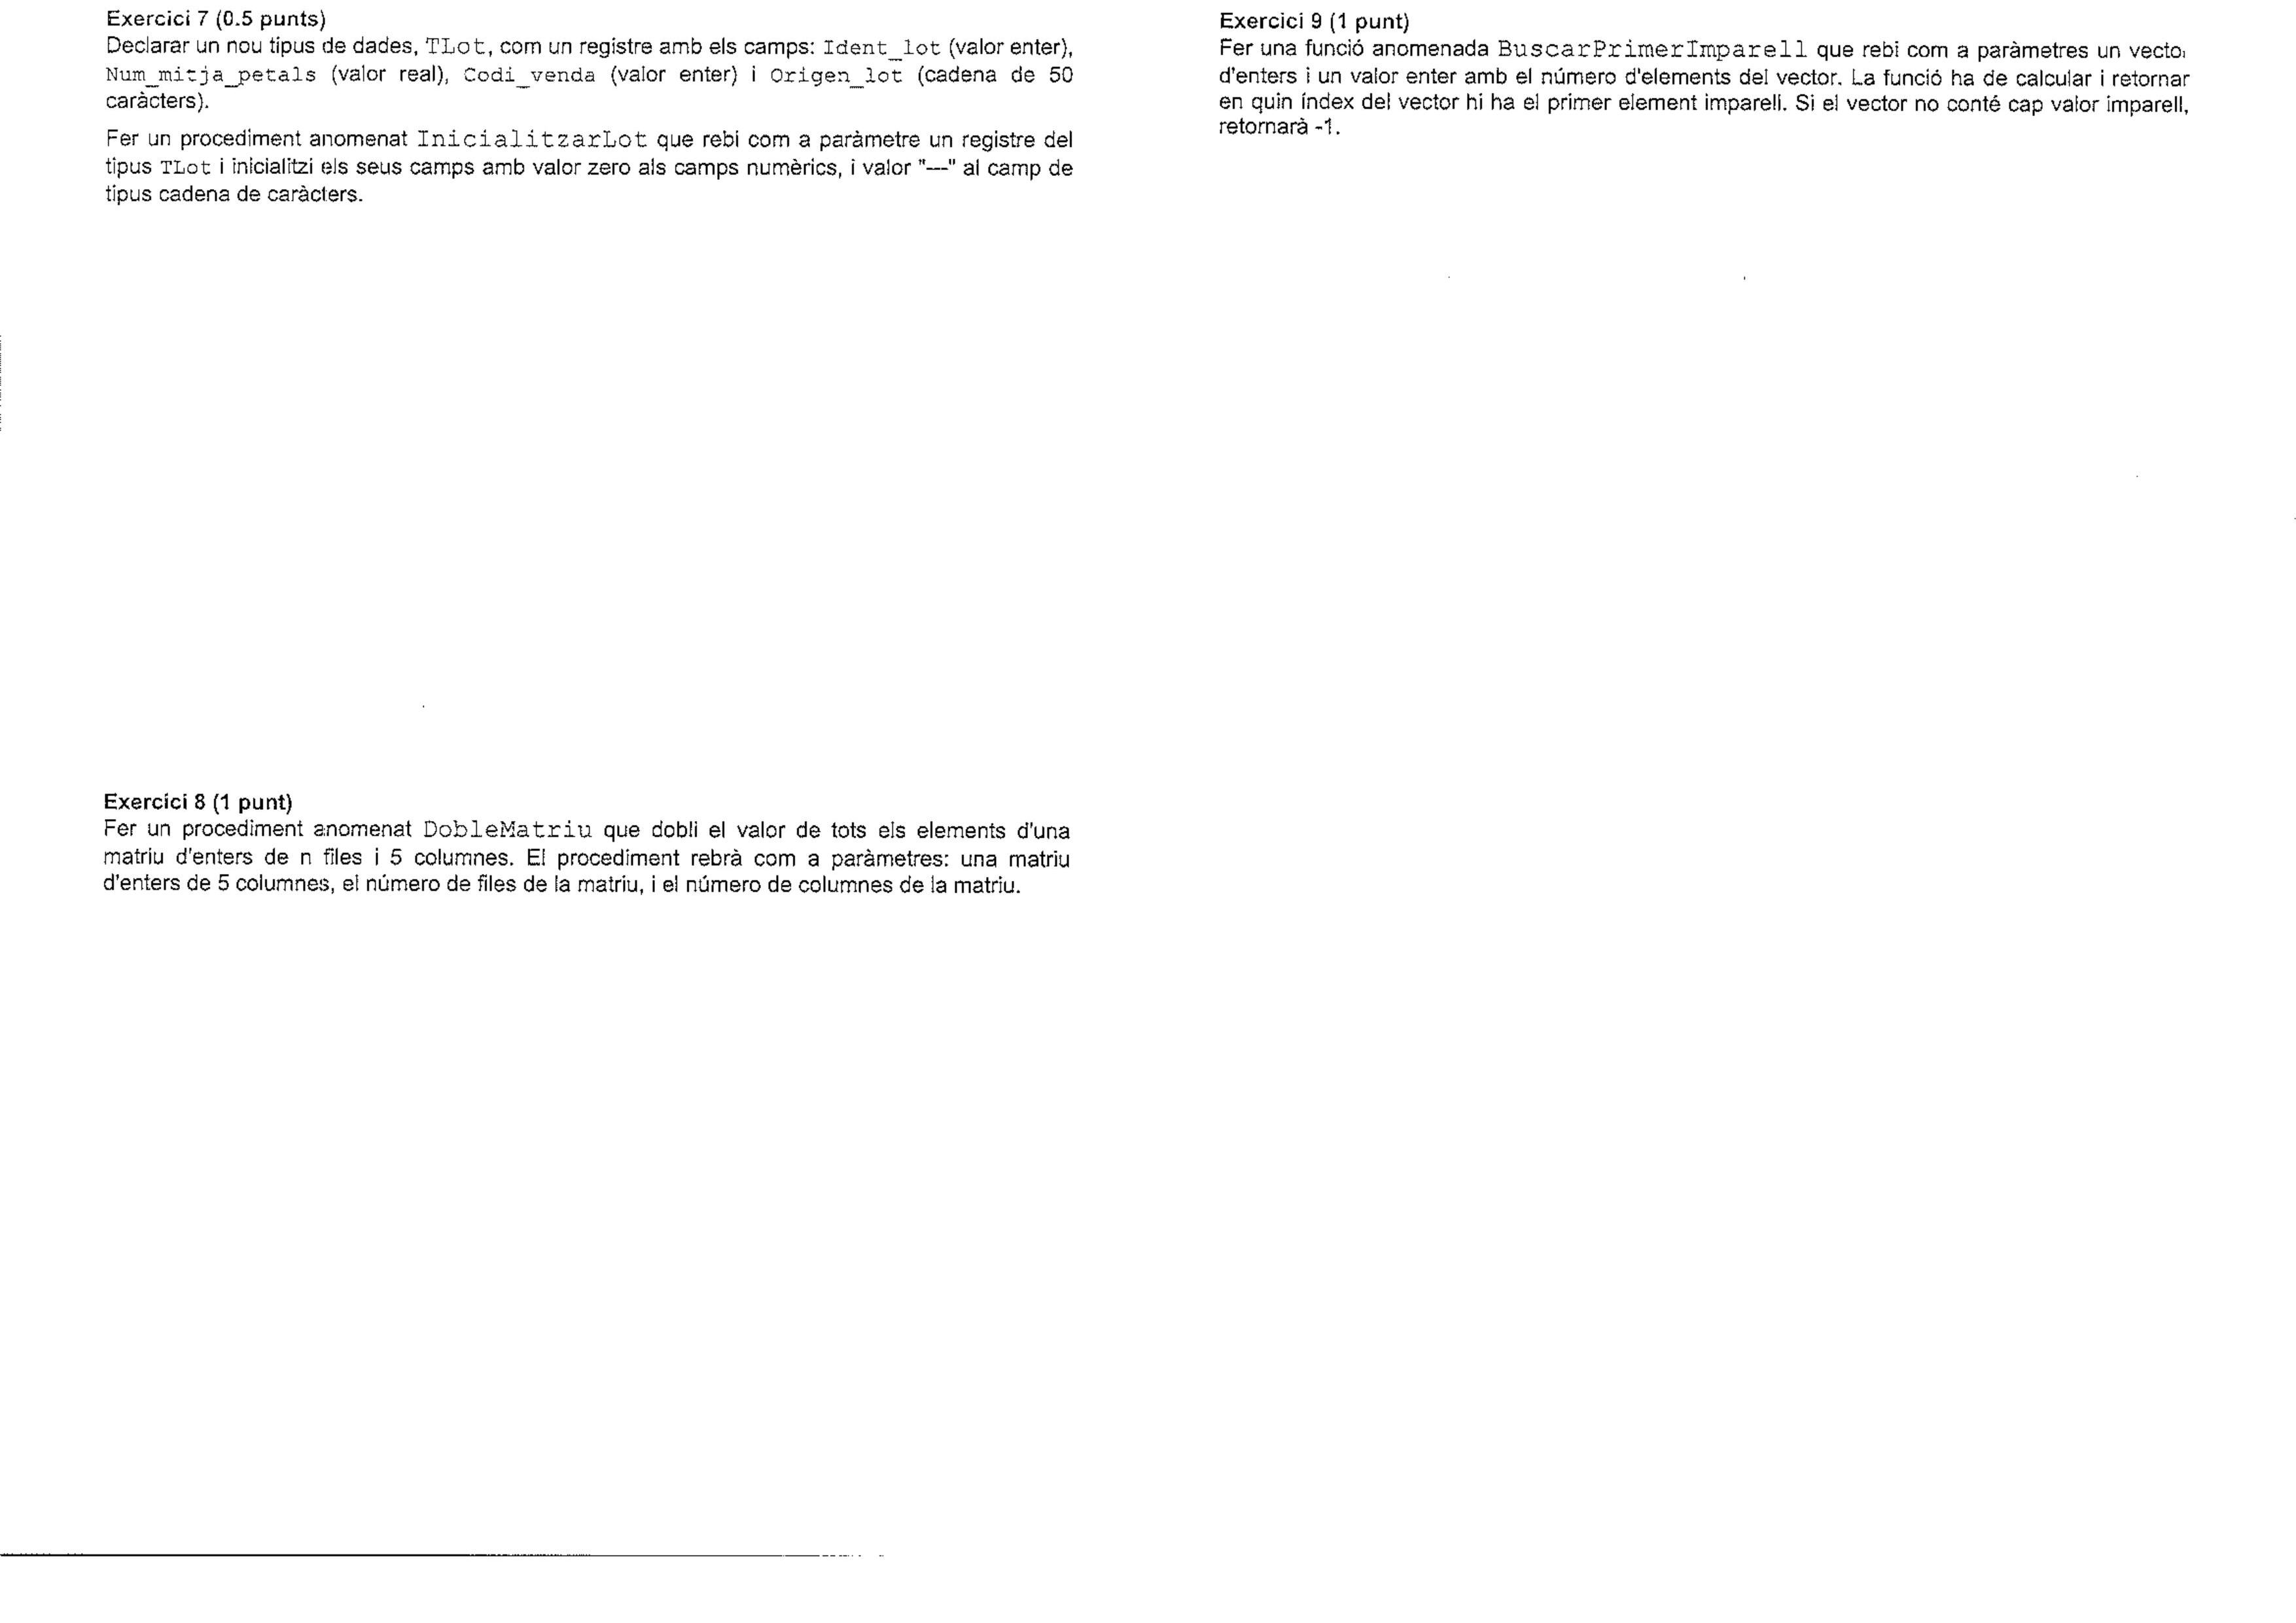 Exercici 7 (0.5 punts)
Declarar un nou tipus de dades, TLot, com un registre amb els camps: Ident_lot (valor enter),
Num_mitja_petals (valor real), Codi_venda (valor enter) i Origen_lot (cadena de 50
caràcters).
Fer un procediment anomenat InicialitzarLot que rebi com a paràmetre un registre del
tipus TLot i inicialitzi els seus camps amb valor zero als camps numèrics, i valor "---" al camp de
tipus cadena de caràcters.
Exercici 8 (1 punt)
Fer un procediment anomenat DobleMatriu que dobli el valor de tots els elements d'una
matriu d'enters de n files i 5 columnes. El procediment rebrà com a paràmetres: una matriu
d'enters de 5 columnes, el número de files de la matriu, i el número de columnes de la matriu.
Exercici 9 (1 punt)
Fer una funció anomenada BuscarPrimerImparell que rebi com a paràmetres un vector
d'enters i un valor enter amb el número d'elements del vector. La funció ha de calcular i retornar
en quin índex del vector hi ha el primer element imparell. Si el vector no conté cap valor imparell,
retornarà -1.